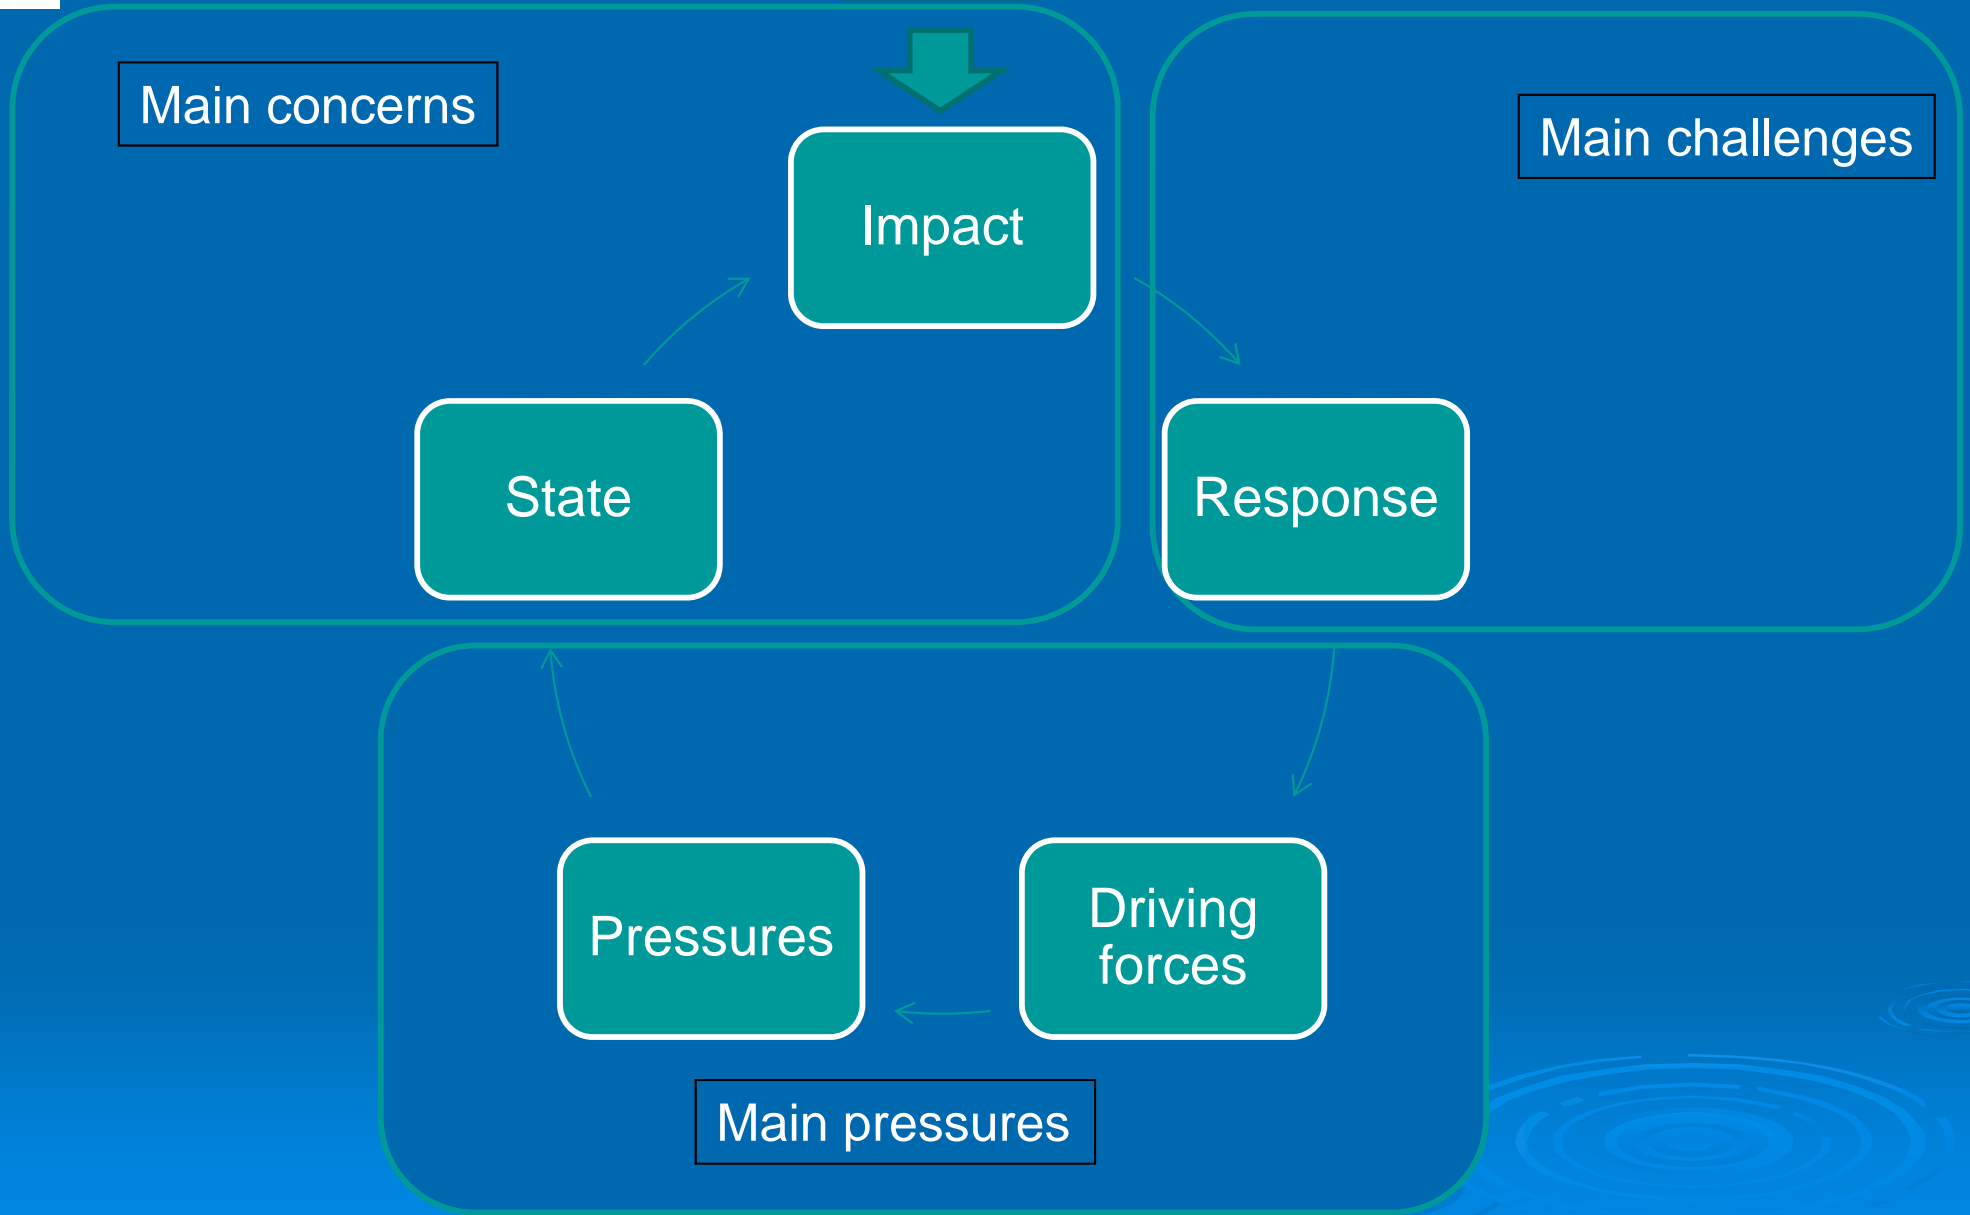 Main concerns
Main challenges
Impact
State
Response
Pressures
Driving
forces
Main pressures